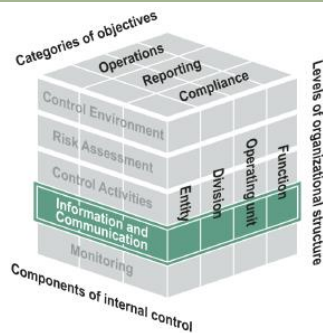 Categories of objectives
Operations
Reporting
Compliance
Levels of organizational structure
Control Environment
Risk Assessment
Control Activities
Information and
Communication
Monitoring
Entity
Division
Operating unit
Function
Components of internal control